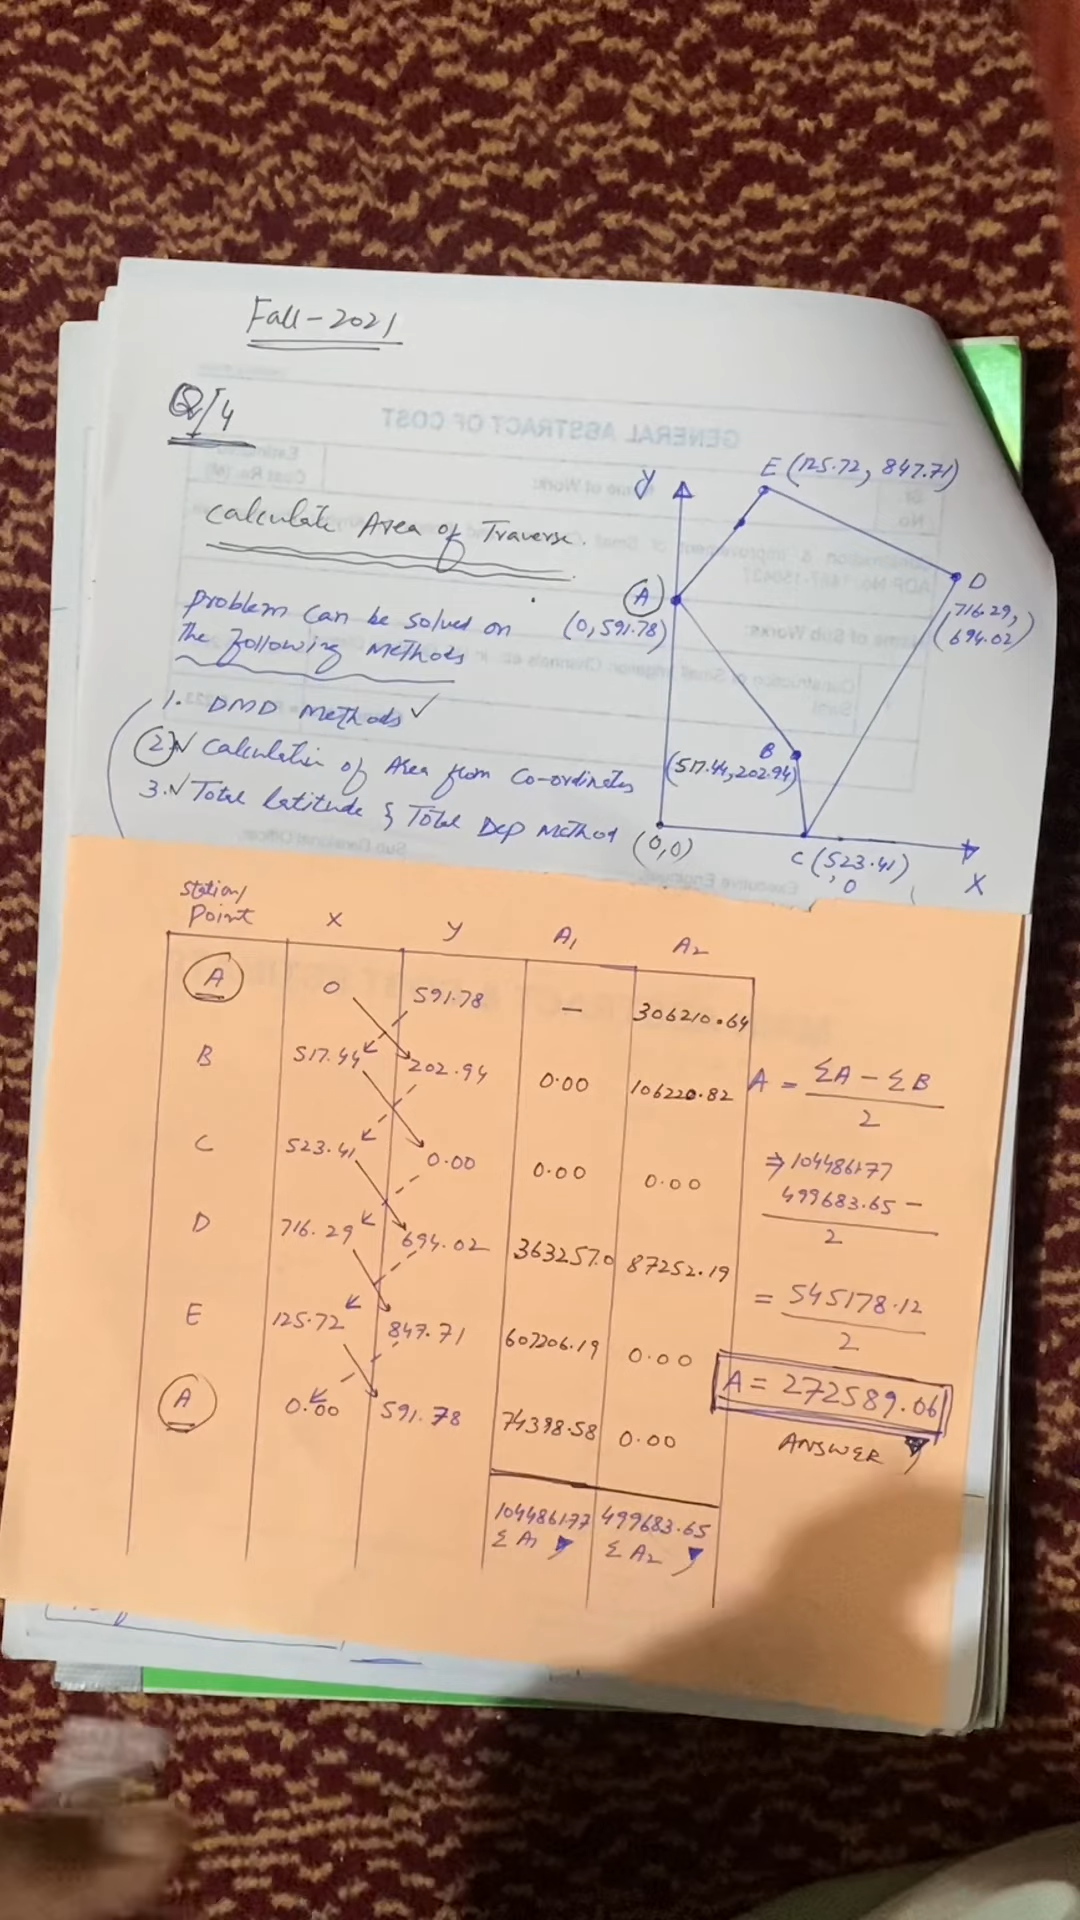 Fall-2021
Q/4
GENERAL ABSTRACT OF COST
Calculate Area of Traverse.
problem can be solved on
the following methods
1. DMD methods ✓
2. ✓ Calculation of Area from Co-ordinates
3. ✓ Total latitude & Total Dep method
y
E (125.72, 847.71)
A
(0,591.78)
D
(716.29,
694.02)
B
(517.44,202.94)
(0,0)
C (523.41)
, 0
X
Station/
Point
X
y
A1
A2
A 0 591.78 — 306210.64
B 517.44 202.94 0.00 106220.82
C 523.41 0.00 0.00 0.00
D 716.29 694.02 363257.0 87252.19
E 125.72 847.71 607206.19 0.00
A 0.00 591.78 74398.58 0.00
1044861.77 499683.65
Σ A1 Σ A2
A = ΣA - ΣB
2
⇒ 1044861.77
499683.65 -
2
= 545178.12
2
A = 272589.06
ANSWER